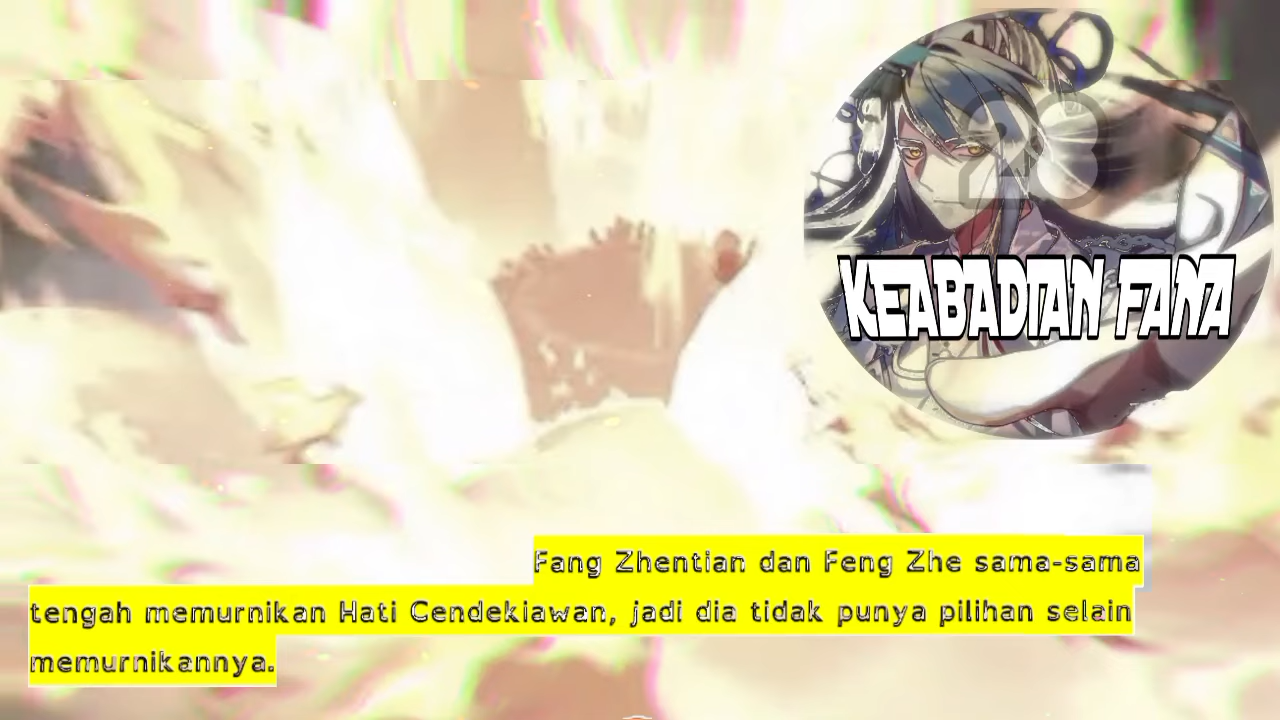 28
KEABADIAN FANA
Fang Zhentian dan Feng Zhe sama-sama
tengah memurnikan Hati Cendekiawan, jadi dia tidak punya pilihan selain
memurnikannya.